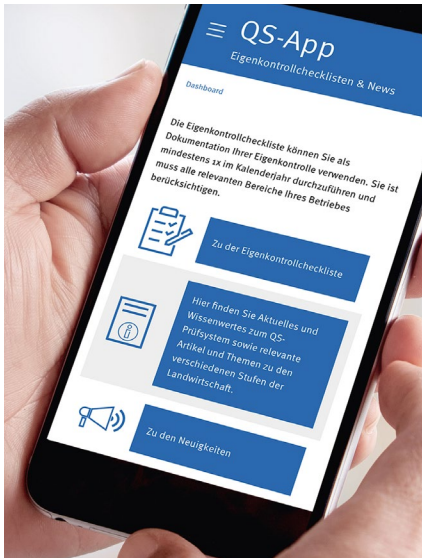 QS-App
Eigenkontrollchecklisten & News
Dashboard
Die Eigenkontrollcheckliste können Sie als
Dokumentation Ihrer Eigenkontrolle verwenden. Sie ist
mindestens 1x im Kalenderjahr durchzuführen und
muss alle relevanten Bereiche Ihres Betriebes
berücksichtigen.
Zu der Eigenkontrollcheckliste
Hier finden Sie Aktuelles und
Wissenwertes zum QS-
Prüfsystem sowie relevante
Artikel und Themen zu den
verschiedenen Stufen der
Landwirtschaft.
Zu den Neuigkeiten